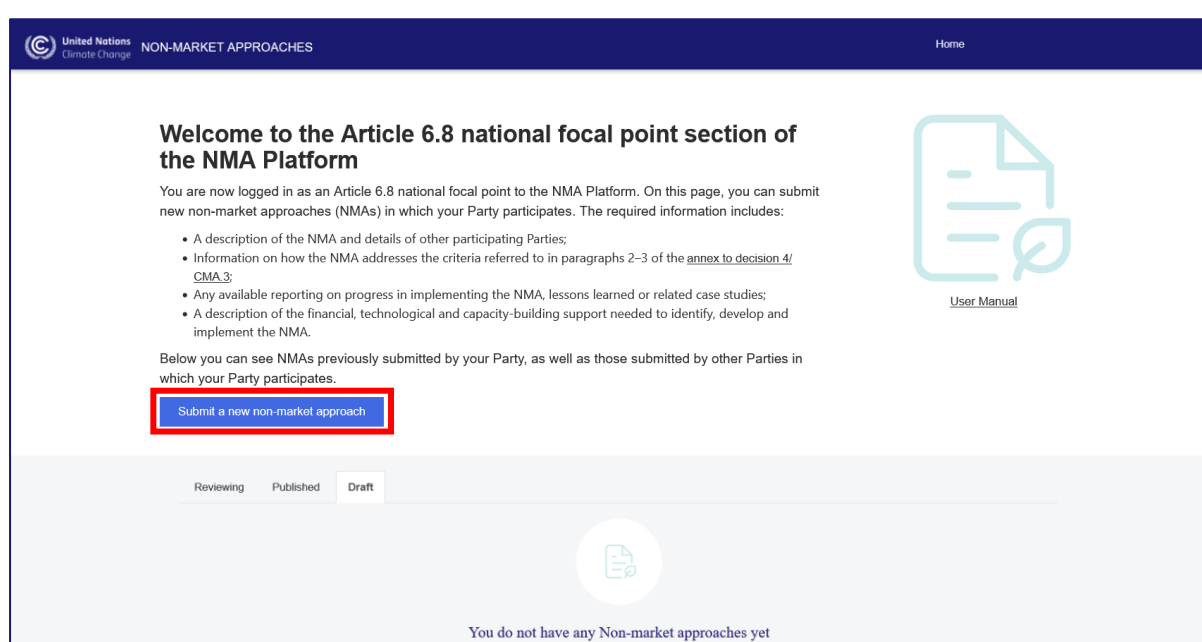 United Nations
Climate Change
NON-MARKET APPROACHES
Home
Welcome to the Article 6.8 national focal point section of
the NMA Platform
You are now logged in as an Article 6.8 national focal point to the NMA Platform. On this page, you can submit
new non-market approaches (NMAs) in which your Party participates. The required information includes:
• A description of the NMA and details of other participating Parties;
• Information on how the NMA addresses the criteria referred to in paragraphs 2–3 of the annex to decision 4/
CMA.3;
• Any available reporting on progress in implementing the NMA, lessons learned or related case studies;
• A description of the financial, technological and capacity-building support needed to identify, develop and
implement the NMA.
User Manual
Below you can see NMAs previously submitted by your Party, as well as those submitted by other Parties in
which your Party participates.
Submit a new non-market approach
Reviewing Published Draft
You do not have any Non-market approaches yet